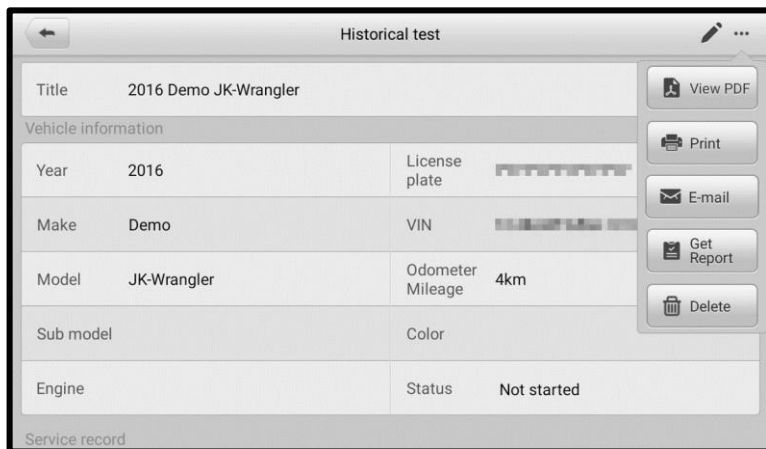 Historical test
Title 2016 Demo JK-Wrangler
View PDF
Vehicle information
Print
Year 2016 License plate
E-mail
Make Demo VIN
Get Report
Model JK-Wrangler Odometer Mileage 4km
Delete
Sub model Color
Engine Status Not started
Service record